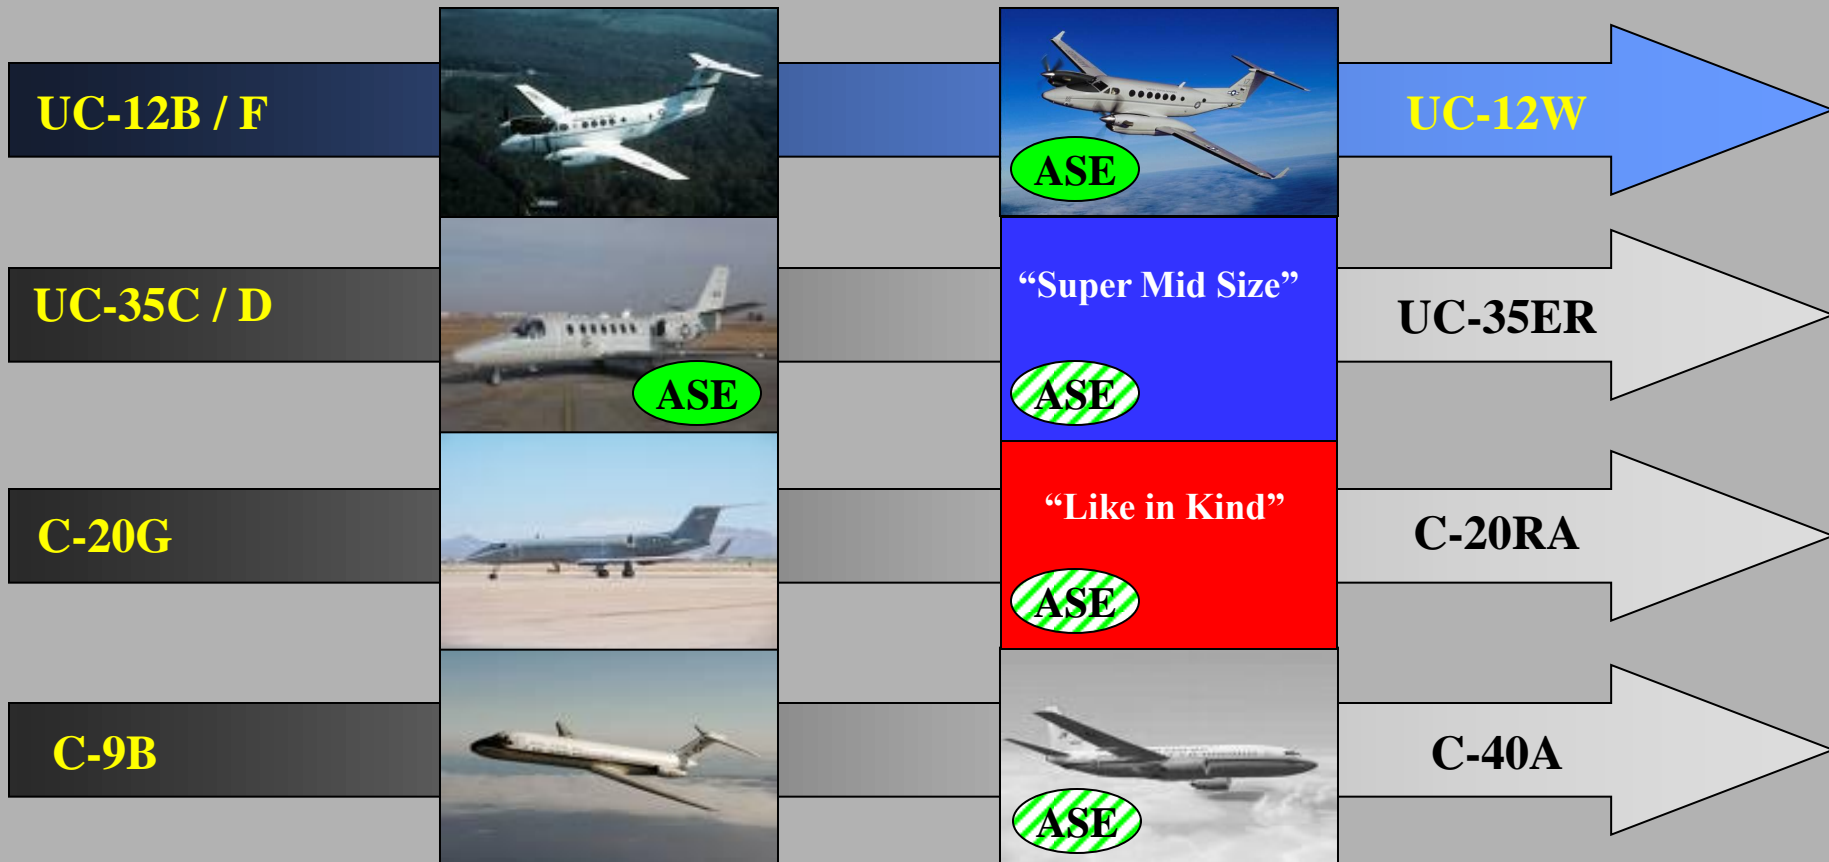 UC-12B / F
ASE
UC-12W
UC-35C / D
ASE
“Super Mid Size”
ASE
UC-35ER
C-20G
“Like in Kind”
ASE
C-20RA
C-9B
ASE
C-40A